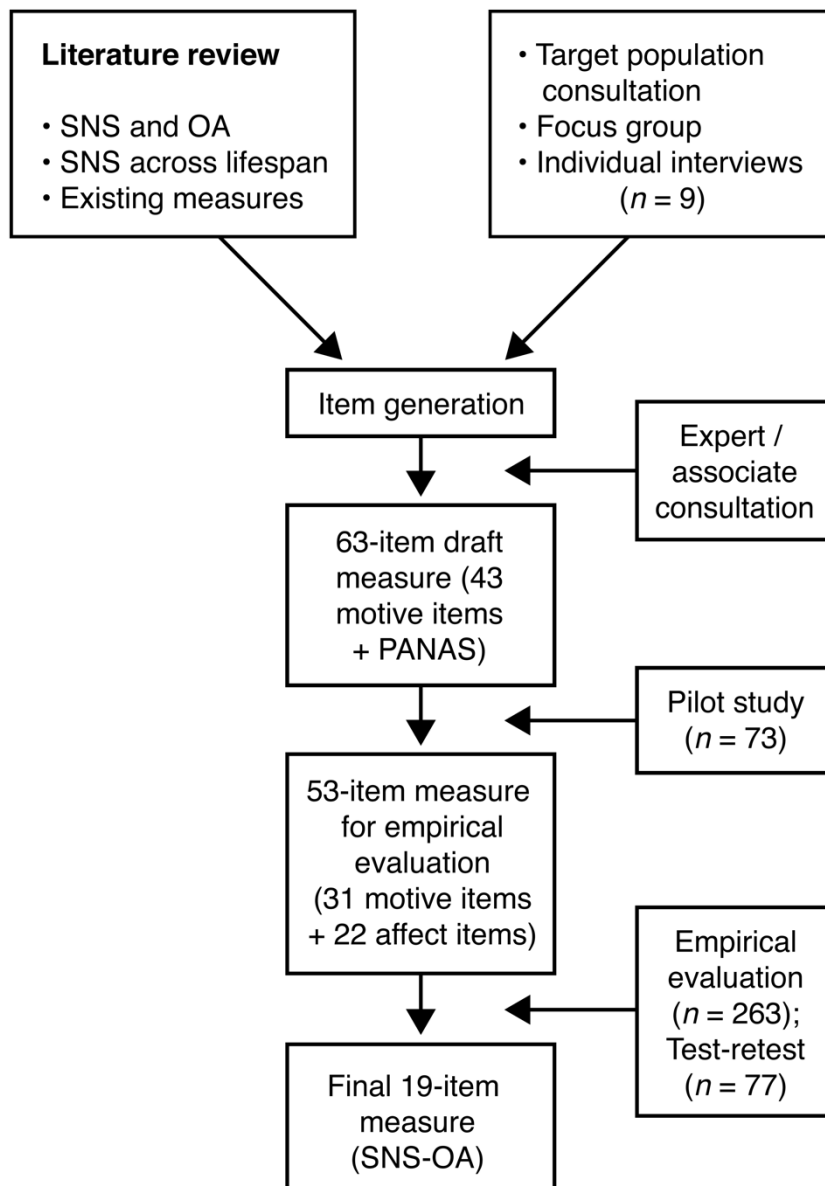 Literature review
• SNS and OA
• SNS across lifespan
• Existing measures
• Target population
consultation
• Focus group
• Individual interviews
(n = 9)
Item generation
Expert /
associate
consultation
63-item draft
measure (43
motive items
+ PANAS)
Pilot study
(n = 73)
53-item measure
for empirical
evaluation
(31 motive items
+ 22 affect items)
Empirical
evaluation
(n = 263);
Test-retest
(n = 77)
Final 19-item
measure
(SNS-OA)